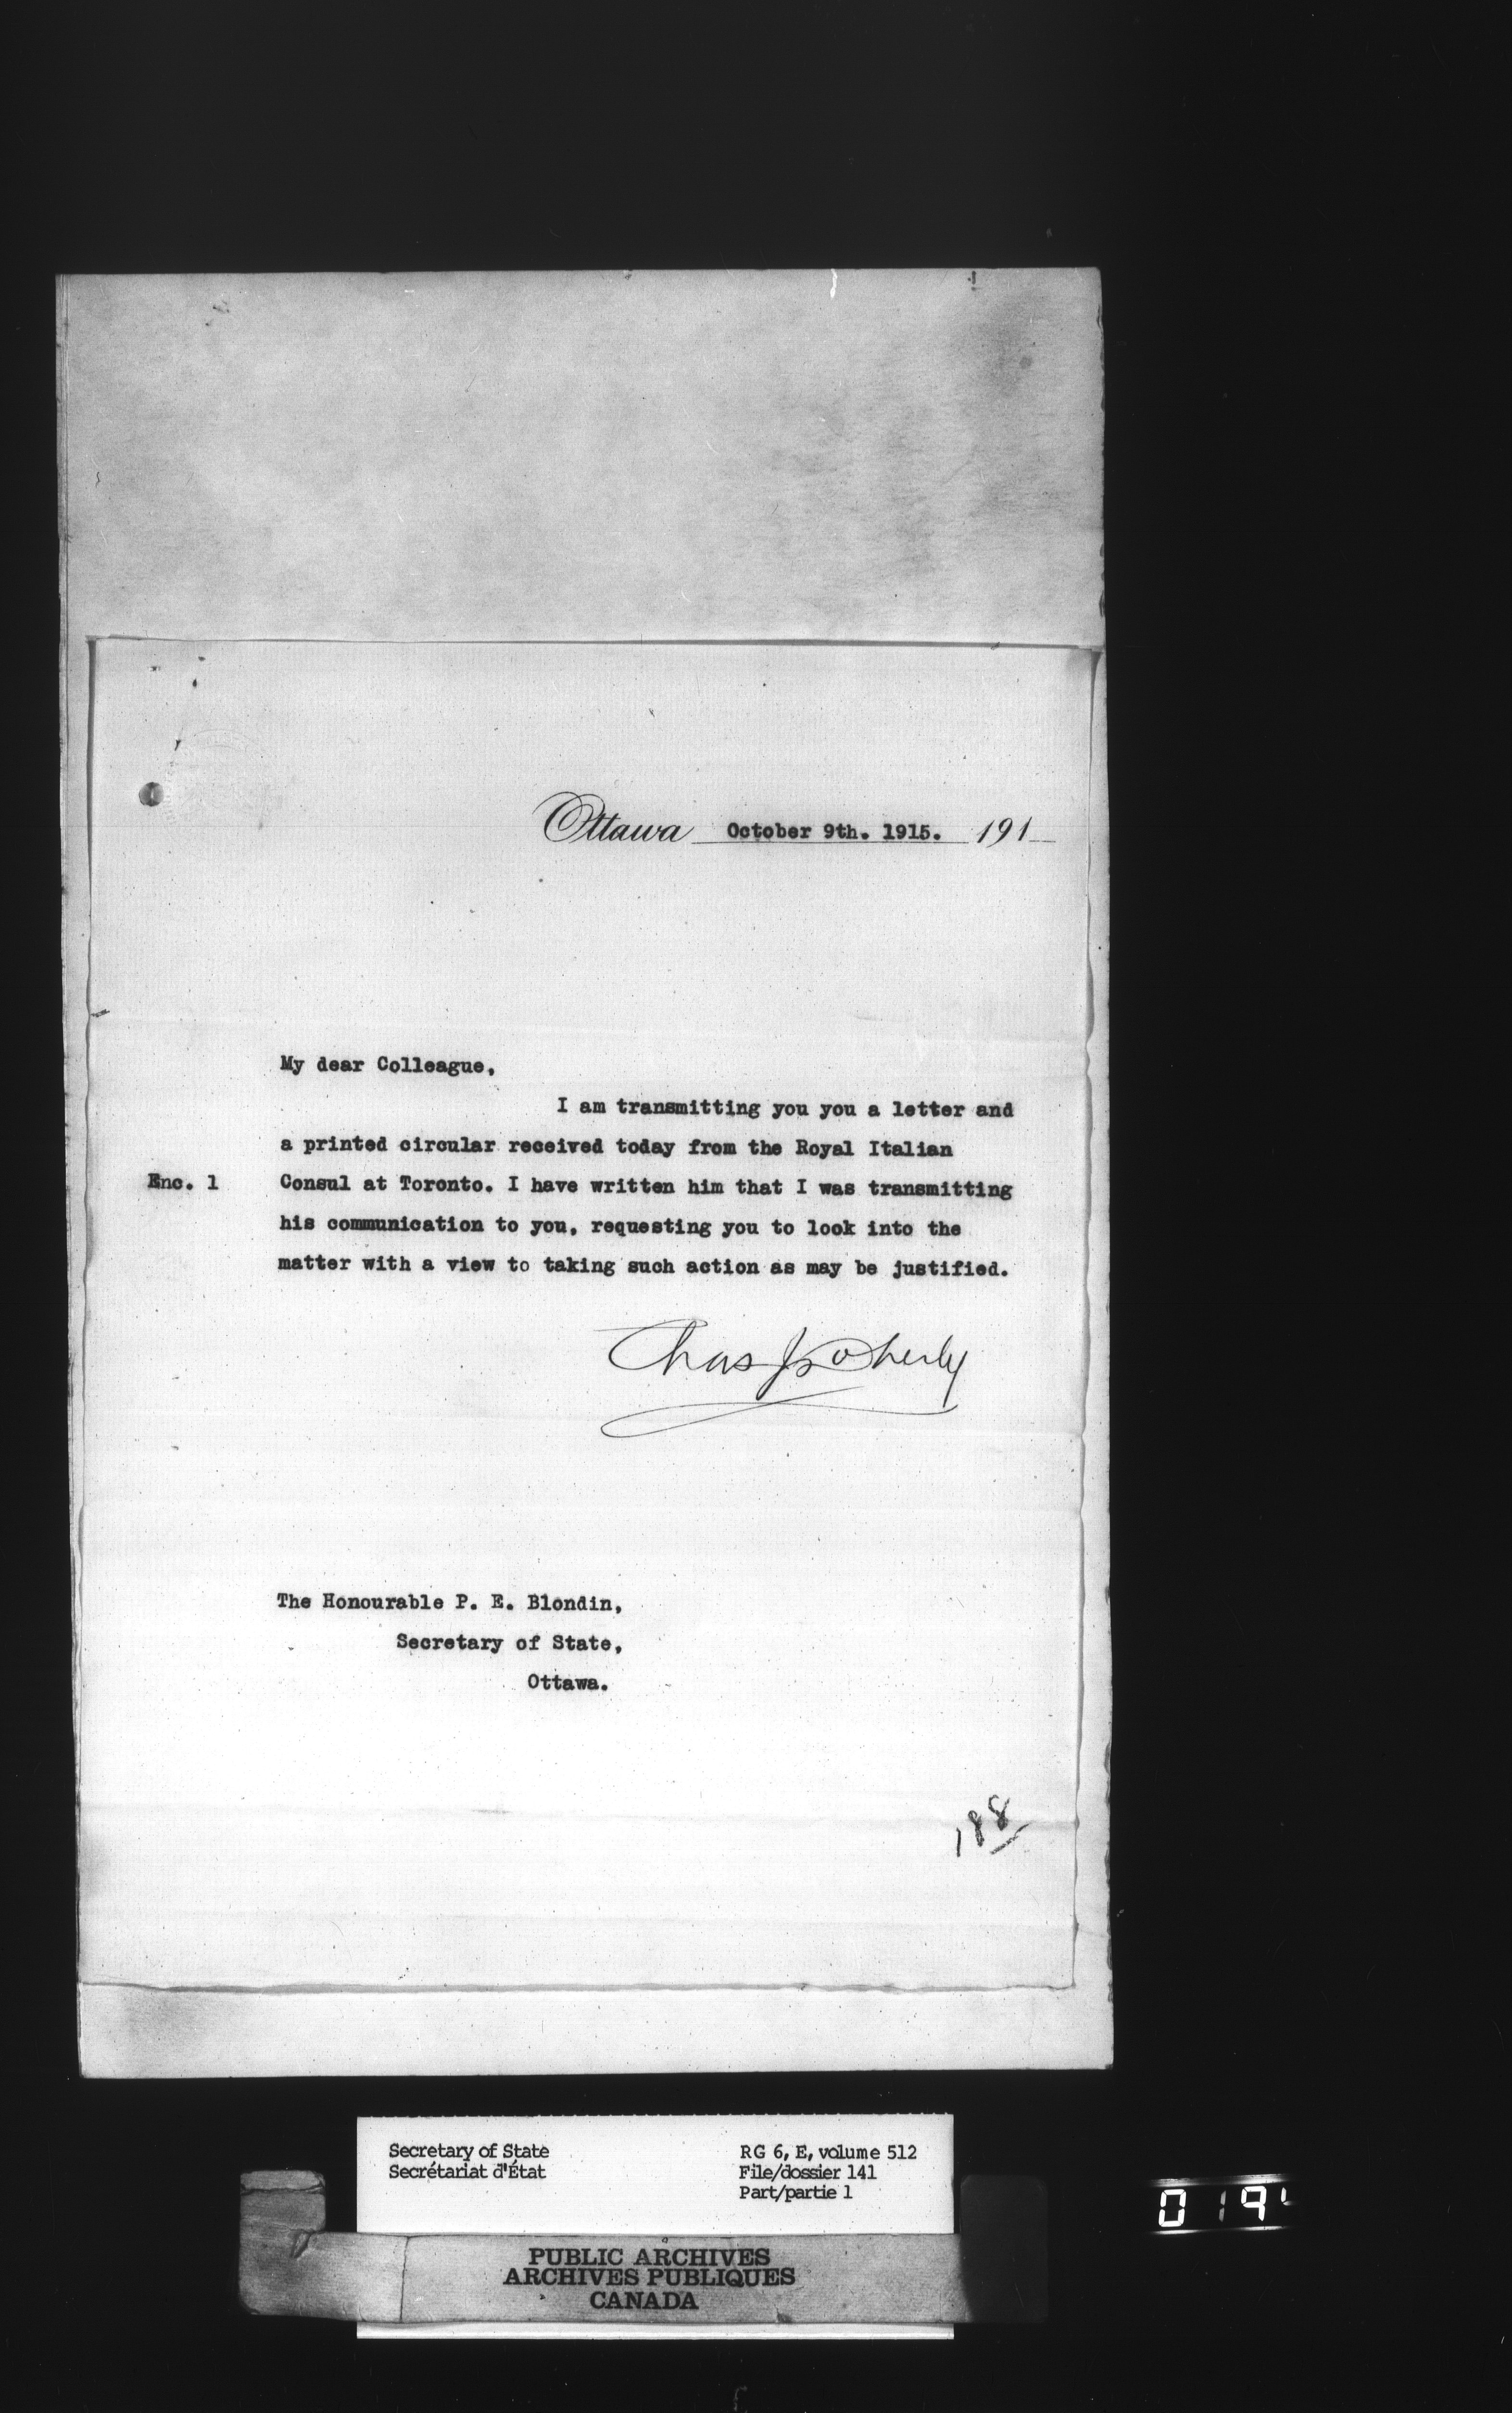 Ottawa October 9th. 1915. 191
My dear Colleague,
I am transmitting you you a letter and
a printed circular received today from the Royal Italian
Enc. 1 Consul at Toronto. I have written him that I was transmitting
his communication to you, requesting you to look into the
matter with a view to taking such action as may be justified.
Chas J Doherty
The Honourable P. E. Blondin,
Secretary of State,
Ottawa.
188
Secretary of State RG 6, E, volume 512
Secrétariat d'État File/dossier 141
Part/partie 1
PUBLIC ARCHIVES
ARCHIVES PUBLIQUES
CANADA
019